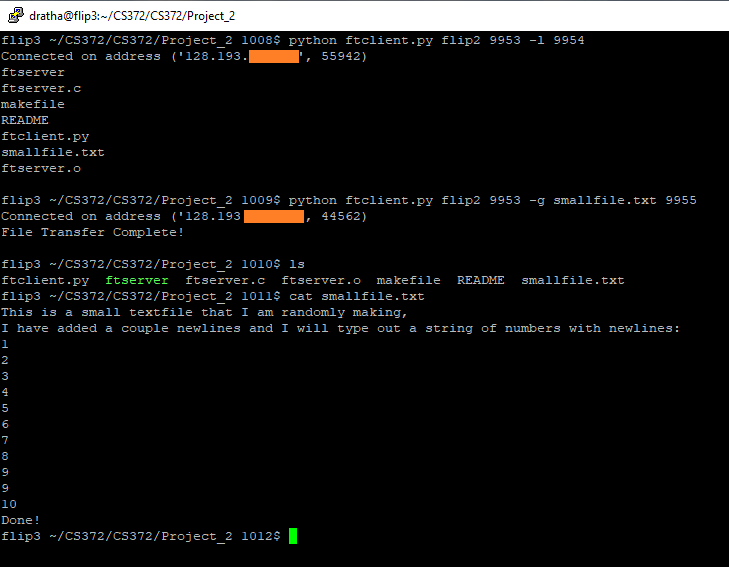 dratha@flip3:~/CS372/CS372/Project_2
flip3 ~/CS372/CS372/Project_2 1008$ python ftclient.py flip2 9953 -l 9954
Connected on address ('128.193. ', 55942)
ftserver
ftserver.c
makefile
README
ftclient.py
smallfile.txt
ftserver.o
flip3 ~/CS372/CS372/Project_2 1009$ python ftclient.py flip2 9953 -g smallfile.txt 9955
Connected on address ('128.193 , 44562)
File Transfer Complete!
flip3 ~/CS372/CS372/Project_2 1010$ ls
ftclient.py  ftserver  ftserver.c  ftserver.o  makefile  README  smallfile.txt
flip3 ~/CS372/CS372/Project_2 1011$ cat smallfile.txt
This is a small textfile that I am randomly making,
I have added a couple newlines and I will type out a string of numbers with newlines:
1
2
3
4
5
6
7
8
9
9
10
Done!
flip3 ~/CS372/CS372/Project_2 1012$